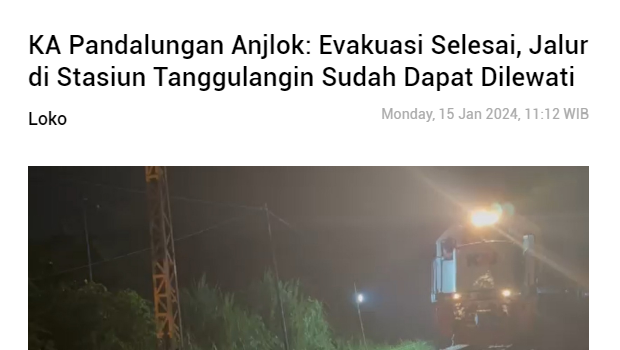 KA Pandalungan Anjlok: Evakuasi Selesai, Jalur
di Stasiun Tanggulangin Sudah Dapat Dilewati
Loko
Monday, 15 Jan 2024, 11:12 WIB